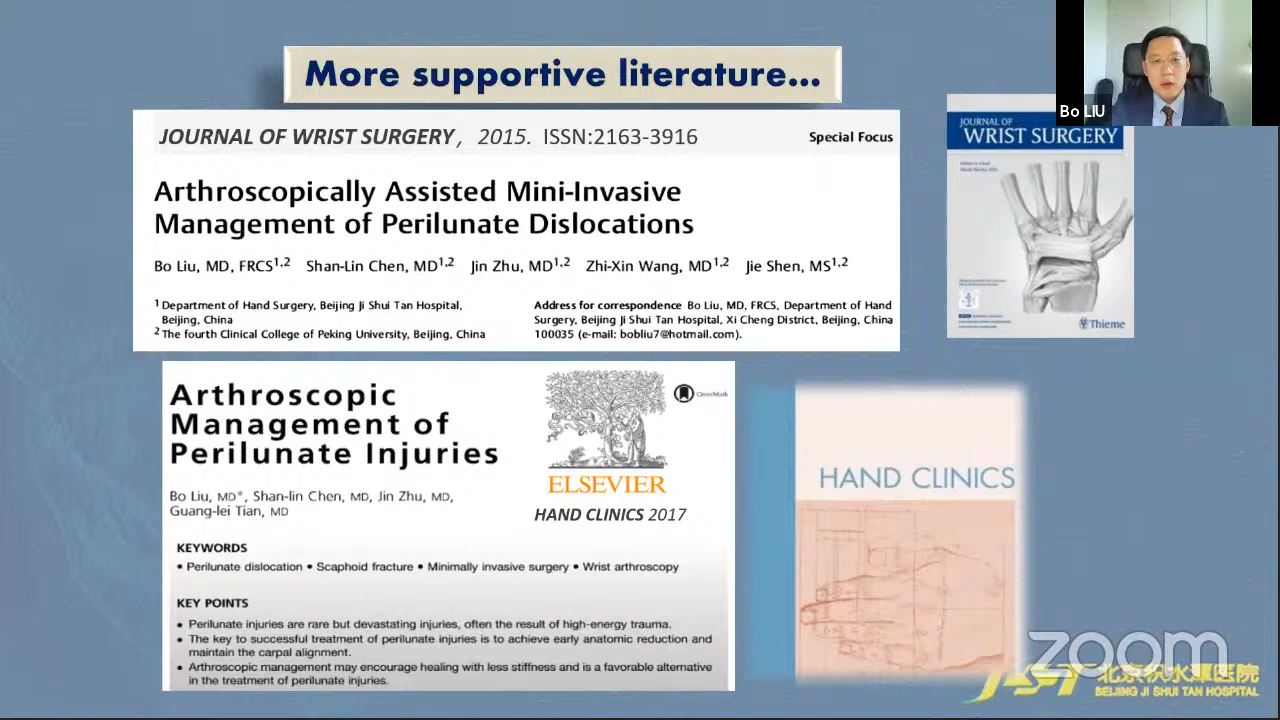 More supportive literature...
Bo LIU
JOURNAL OF WRIST SURGERY, 2015. ISSN:2163-3916
Special Focus
Arthroscopically Assisted Mini-Invasive
Management of Perilunate Dislocations
Bo Liu, MD, FRCS1,2 Shan-Lin Chen, MD1,2 Jin Zhu, MD1,2 Zhi-Xin Wang, MD1,2 Jie Shen, MS1,2
1 Department of Hand Surgery, Beijing Ji Shui Tan Hospital,
Beijing, China
2 The fourth Clinical College of Peking University, Beijing, China
Address for correspondence Bo Liu, MD, FRCS, Department of Hand
Surgery, Beijing Ji Shui Tan Hospital, Xi Cheng District, Beijing, China
100035 (e-mail: bobliu7@hotmail.com).
JOURNAL OF
WRIST SURGERY
Thieme
Arthroscopic
Management of
Perilunate Injuries
CrossMark
ELSEVIER
HAND CLINICS 2017
Bo Liu, MD*, Shan-lin Chen, MD, Jin Zhu, MD,
Guang-lei Tian, MD
KEYWORDS
• Perilunate dislocation • Scaphoid fracture • Minimally invasive surgery • Wrist arthroscopy
KEY POINTS
• Perilunate injuries are rare but devastating injuries, often the result of high-energy trauma.
• The key to successful treatment of perilunate injuries is to achieve early anatomic reduction and
maintain the carpal alignment.
• Arthroscopic management may encourage healing with less stiffness and is a favorable alternative
in the treatment of perilunate injuries.
HAND CLINICS
zoom
JST 北京积水潭医院
BEIJING JI SHUI TAN HOSPITAL